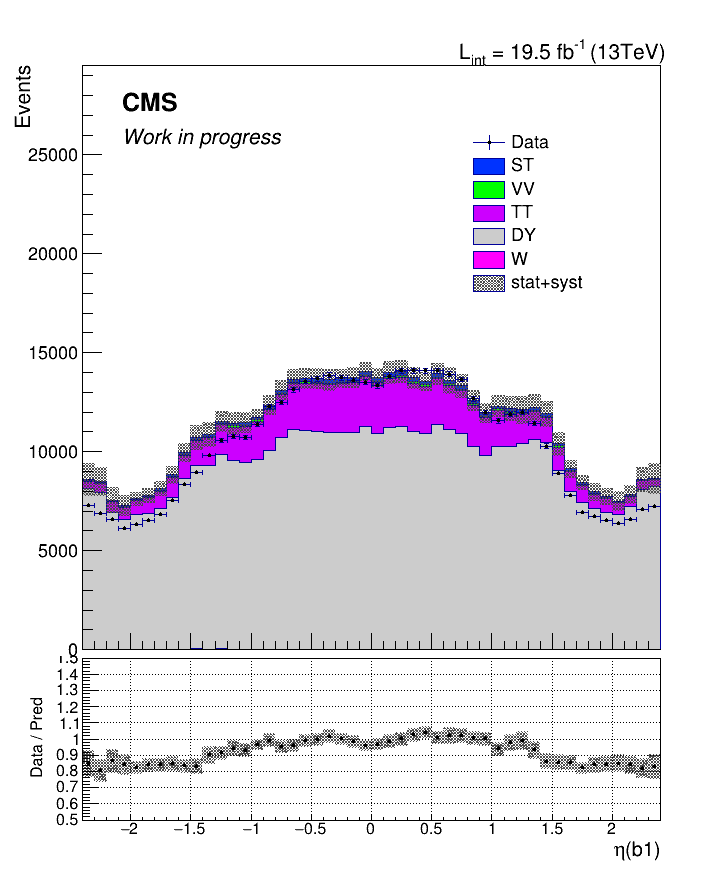 L_int = 19.5 fb^-1 (13TeV)
Events
CMS
Work in progress
Data
ST
VV
TT
DY
W
stat+syst
25000
20000
15000
10000
5000
0
1.5
1.4
1.3
1.2
1.1
1
0.9
0.8
0.7
0.6
0.5
Data / Pred
−2 −1.5 −1 −0.5 0 0.5 1 1.5 2
η(b1)